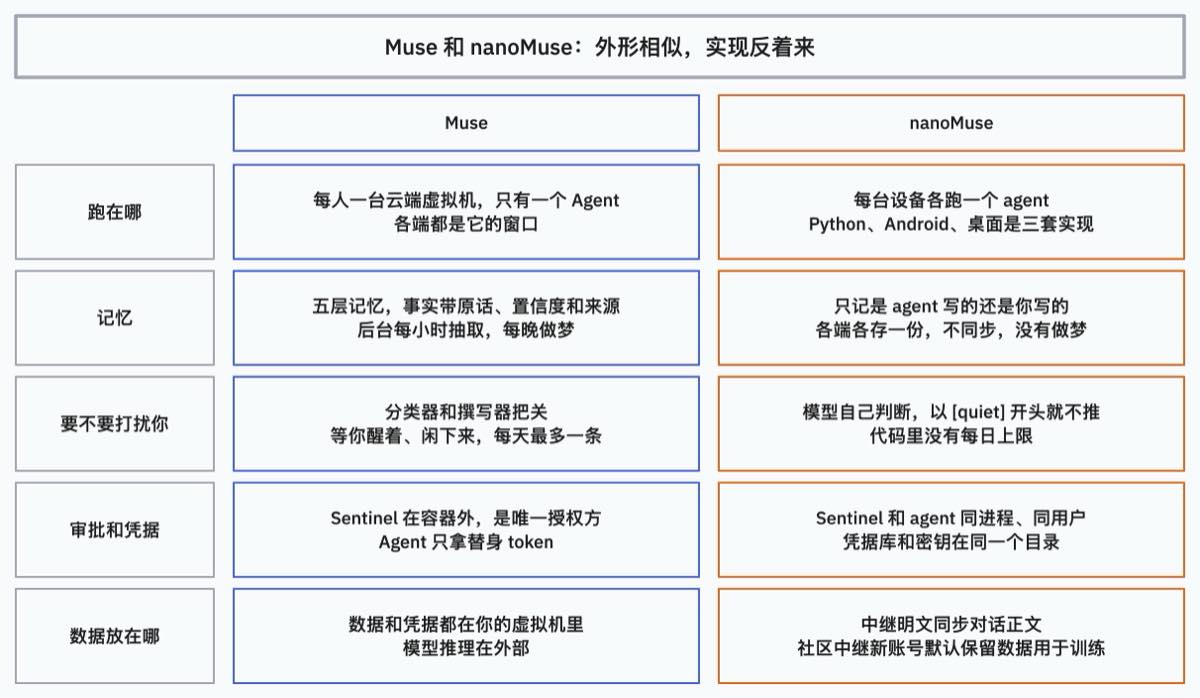 Muse 和 nanoMuse：外形相似，实现反着来
Muse
nanoMuse
跑在哪
每人一台云端虚拟机，只有一个 Agent
各端都是它的窗口
每台设备各跑一个 agent
Python、Android、桌面是三套实现
记忆
五层记忆，事实带原话、置信度和来源
后台每小时抽取，每晚做梦
只记是 agent 写的还是你写的
各端各存一份，不同步，没有做梦
要不要打扰你
分类器和撰写器把关
等你醒着、闲下来，每天最多一条
模型自己判断，以 [quiet] 开头就不推
代码里没有每日上限
审批和凭据
Sentinel 在容器外，是唯一授权方
Agent 只拿替身 token
Sentinel 和 agent 同进程、同用户
凭据库和密钥在同一个目录
数据放在哪
数据和凭据都在你的虚拟机里
模型推理在外部
中继明文同步对话正文
社区中继新账号默认保留数据用于训练